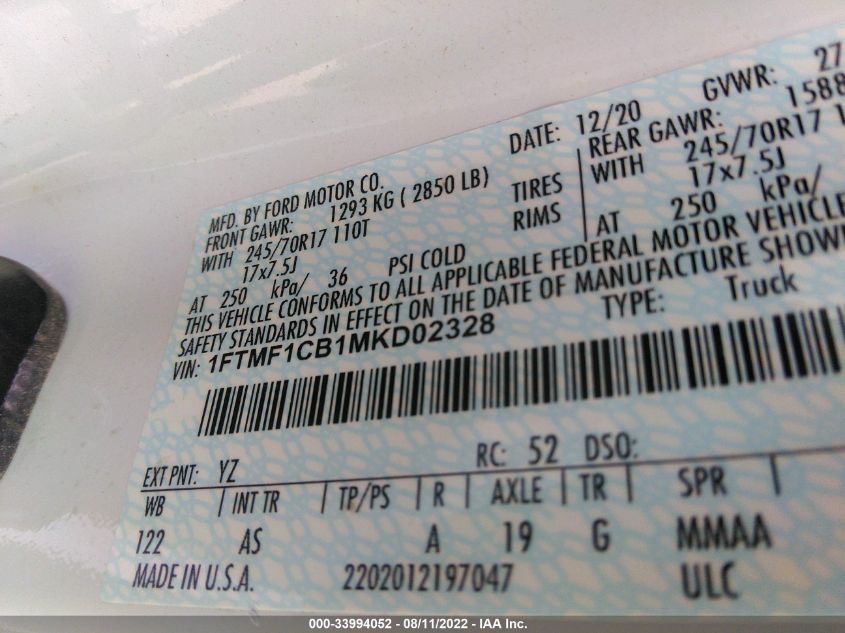 MFD. BY FORD MOTOR CO. DATE: 12/20 GVWR: 27
FRONT GAWR: 1293 KG ( 2850 LB) REAR GAWR: 1588
WITH 245/70R17 110T TIRES WITH 245/70R17 1
17x7.5J RIMS 17x7.5J
AT 250 kPa/ 36 PSI COLD AT 250 kPa/
THIS VEHICLE CONFORMS TO ALL APPLICABLE FEDERAL MOTOR VEHICLE
SAFETY STANDARDS IN EFFECT ON THE DATE OF MANUFACTURE SHOWN
VIN: 1FTMF1CB1MKD02328 TYPE: Truck
EXT PNT: YZ RC: 52 DSO:
WB INT TR TP/PS R AXLE TR SPR
122 AS A 19 G MMAA
MADE IN U.S.A. 2202012197047 ULC
000-33994052 - 08/11/2022 - IAA Inc.